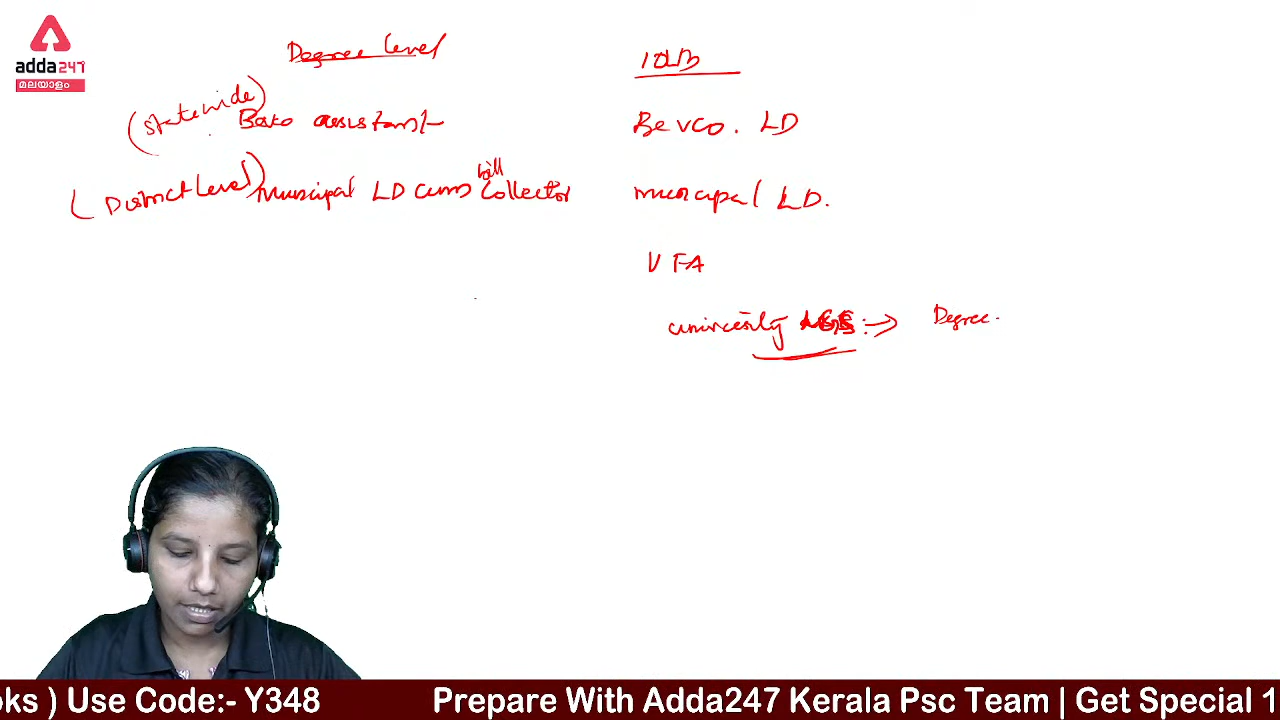 adda247
മലയാളം
Degree level
(statewide) assistant
(District Level) Municipal LD cum bill Collector
10th
Bevco. LD
municipal LD.
VFA
university LGS :→ Degree.
oks ) Use Code:- Y348 Prepare With Adda247 Kerala Psc Team | Get Special 1